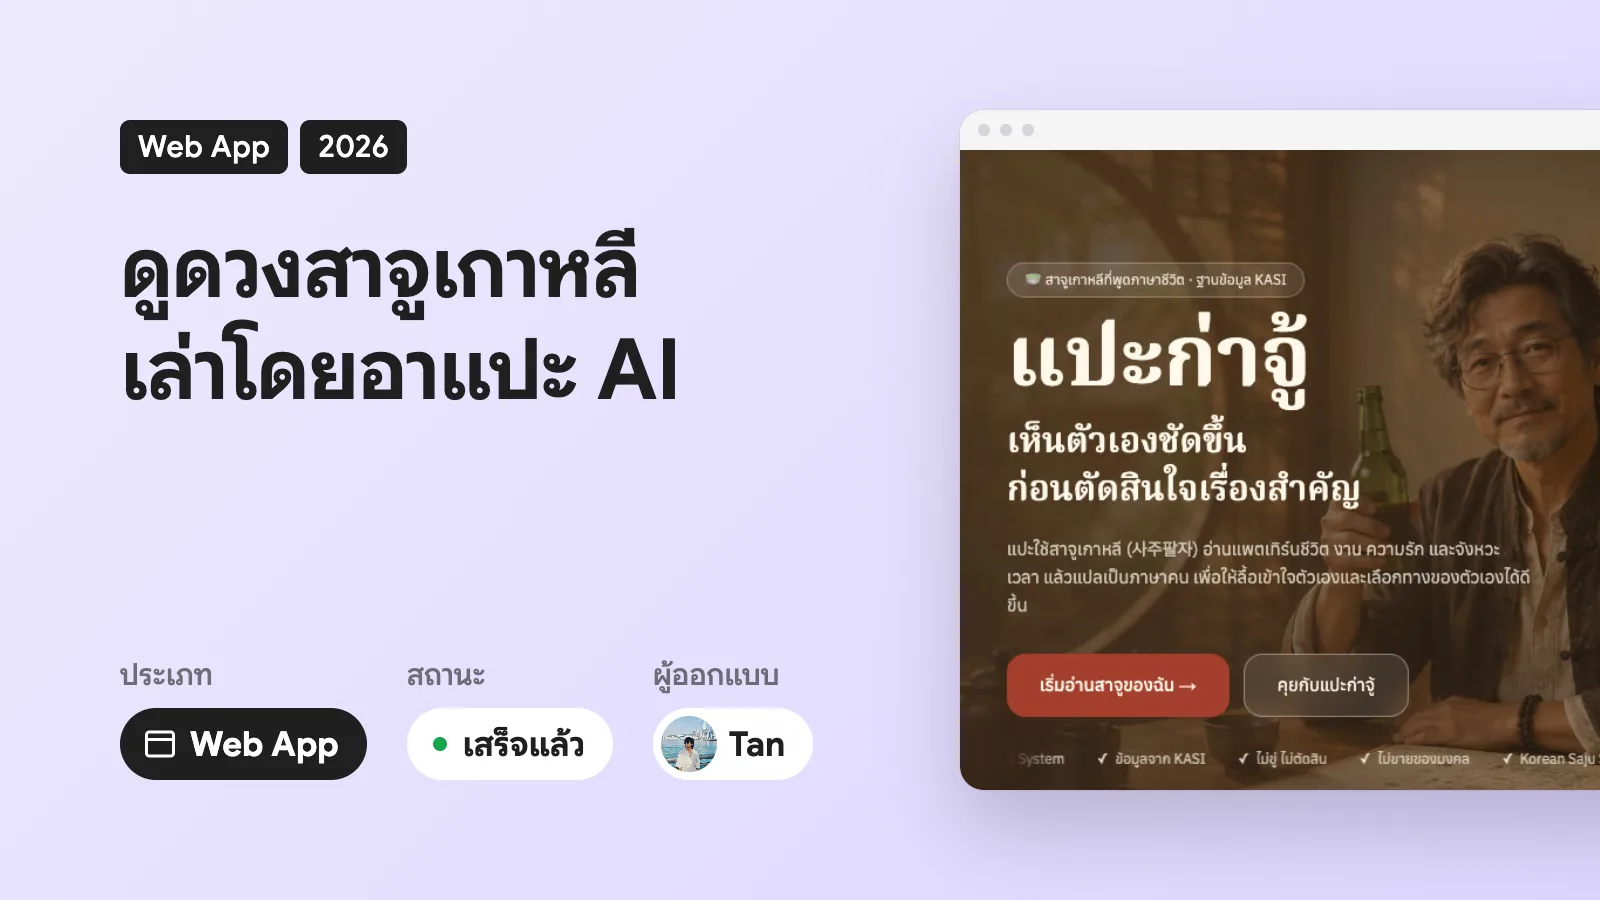 Web App
2026
ดูดวงสาจูเกาหลี
เล่าโดยอาแปะ AI
ประเภท
Web App
สถานะ
เสร็จแล้ว
ผู้ออกแบบ
Tan
🍵 สาจูเกาหลีที่พูดภาษาชีวิต · ฐานข้อมูล KASI
แปะก่าจู้
เห็นตัวเองชัดขึ้น
ก่อนตัดสินใจเรื่องสำคัญ
แปะใช้สาจูเกาหลี (사주팔자) อ่านแพตเทิร์นชีวิต งาน ความรัก และจังหวะ
เวลา แล้วแปลเป็นภาษาคน เพื่อให้ลื้อเข้าใจตัวเองและเลือกทางของตัวเองได้ดี
ขึ้น
เริ่มอ่านสาจูของฉัน →
คุยกับแปะก่าจู้
System ✓ ข้อมูลจาก KASI ✓ ไม่ขู่ ไม่ตัดสิน ✓ ไม่ขายของมงคล ✓ Korean Saju